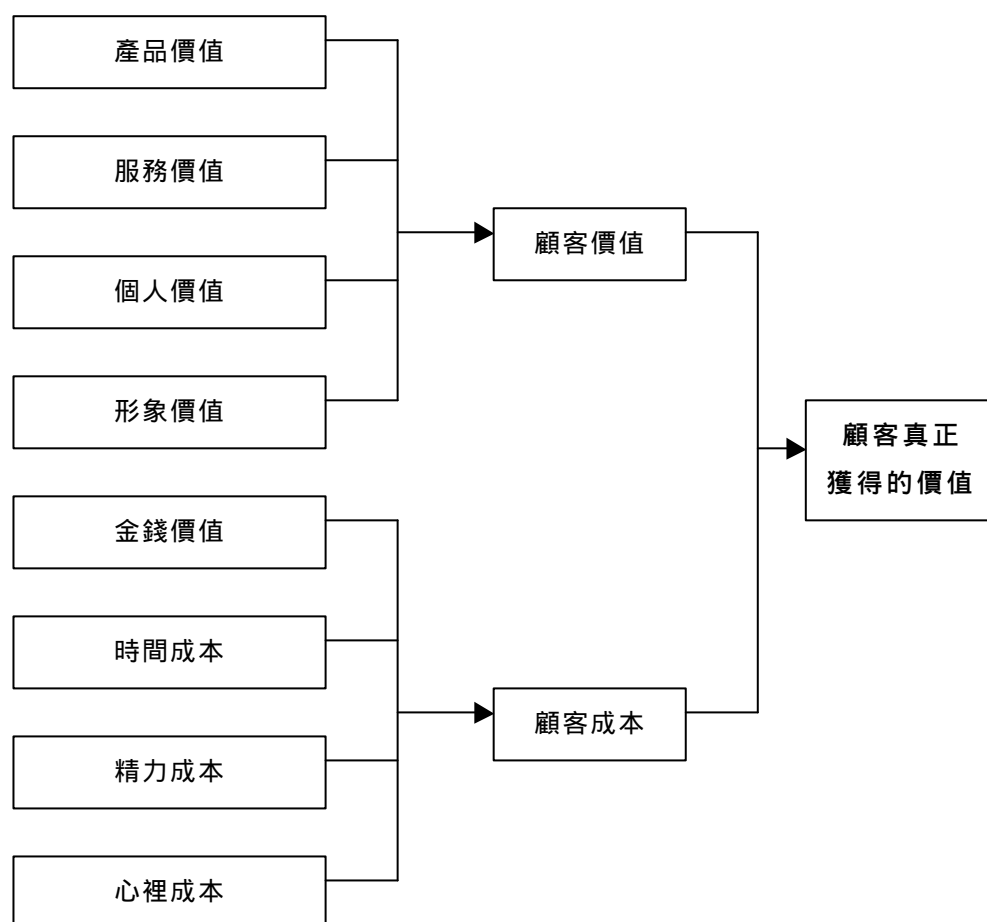 產品價值
服務價值
個人價值
形象價值
金錢價值
時間成本
精力成本
心裡成本
顧客價值
顧客成本
顧客真正
獲得的價值